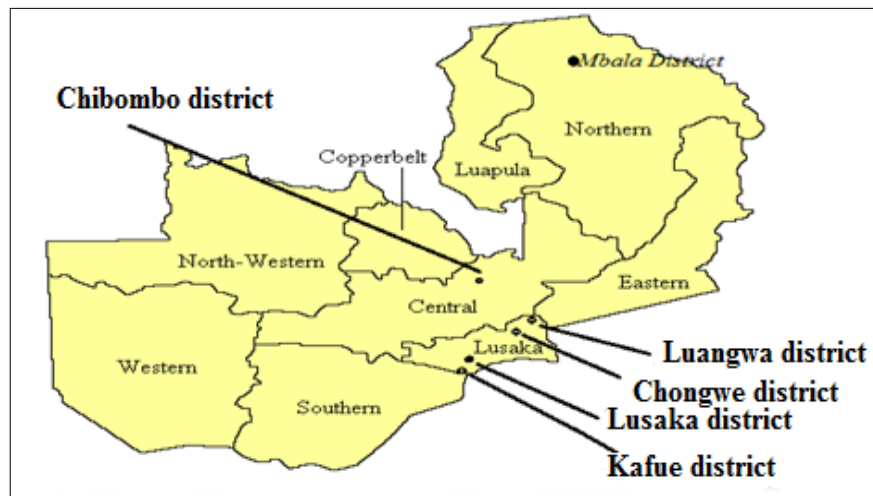 Mbala District
Chibombo district
Northern
Copperbelt
Luapula
North-Western
Eastern
Central
Lusaka
Luangwa district
Western
Chongwe district
Southern
Lusaka district
Kafue district